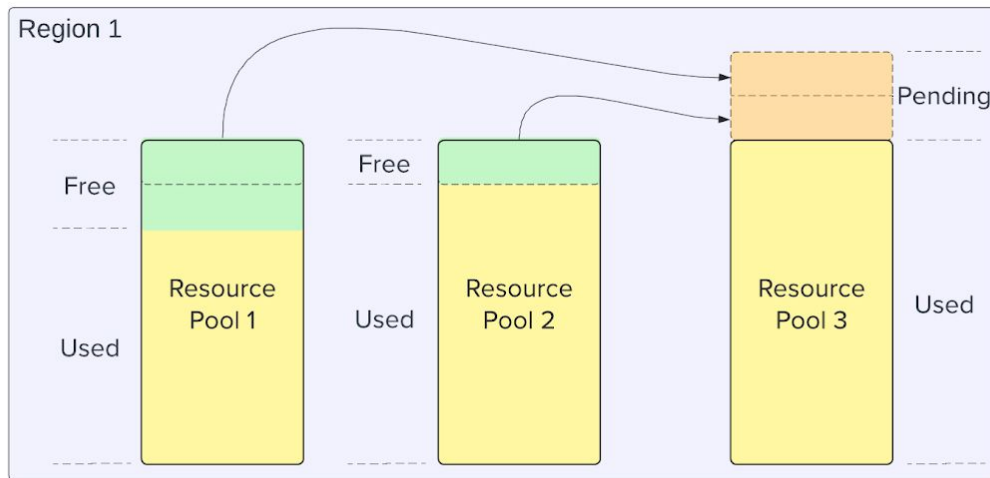 Region 1
Free
Used
Resource
Pool 1
Free
Used
Resource
Pool 2
Resource
Pool 3
Pending
Used